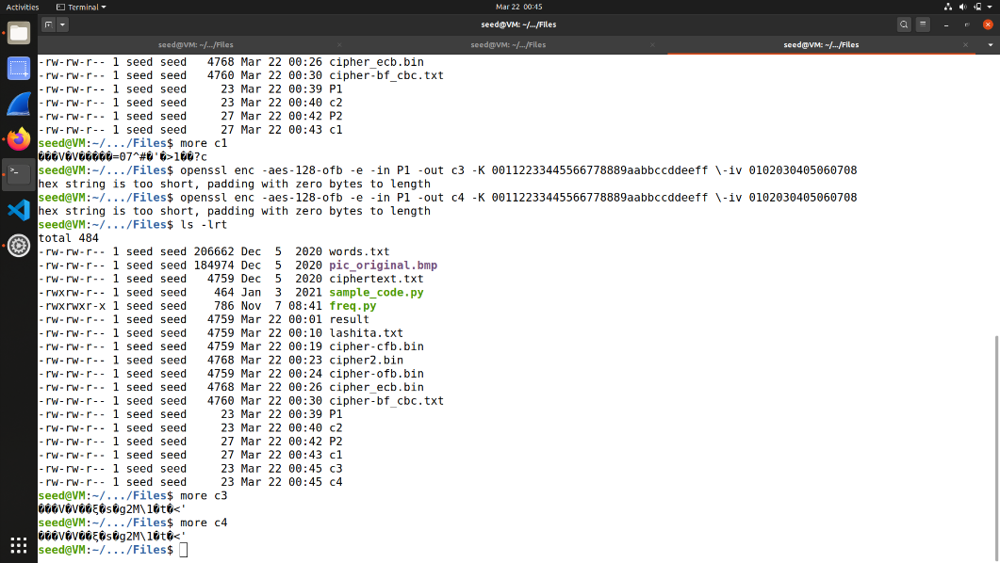 Activities Terminal Mar 22 00:45
seed@VM: ~/.../Files
seed@VM: ~/.../Files seed@VM: ~/.../Files seed@VM: ~/.../Files
-rw-rw-r-- 1 seed seed 4768 Mar 22 00:26 cipher_ecb.bin
-rw-rw-r-- 1 seed seed 4760 Mar 22 00:30 cipher-bf_cbc.txt
-rw-rw-r-- 1 seed seed 23 Mar 22 00:39 P1
-rw-rw-r-- 1 seed seed 23 Mar 22 00:40 c2
-rw-rw-r-- 1 seed seed 27 Mar 22 00:42 P2
-rw-rw-r-- 1 seed seed 27 Mar 22 00:43 c1
seed@VM:~/.../Files$ more c1
���V�V�����=07^#�'�>1��?c
seed@VM:~/.../Files$ openssl enc -aes-128-ofb -e -in P1 -out c3 -K 00112233445566778889aabbccddeeff \-iv 0102030405060708
hex string is too short, padding with zero bytes to length
seed@VM:~/.../Files$ openssl enc -aes-128-ofb -e -in P1 -out c4 -K 00112233445566778889aabbccddeeff \-iv 0102030405060708
hex string is too short, padding with zero bytes to length
seed@VM:~/.../Files$ ls -lrt
total 484
-rw-rw-r-- 1 seed seed 206662 Dec 5 2020 words.txt
-rw-rw-r-- 1 seed seed 184974 Dec 5 2020 pic_original.bmp
-rw-rw-r-- 1 seed seed 4759 Dec 5 2020 ciphertext.txt
-rwxrw-r-- 1 seed seed 464 Jan 3 2021 sample_code.py
-rwxrwxr-x 1 seed seed 786 Nov 7 08:41 freq.py
-rw-rw-r-- 1 seed seed 4759 Mar 22 00:01 result
-rw-rw-r-- 1 seed seed 4759 Mar 22 00:10 lashita.txt
-rw-rw-r-- 1 seed seed 4759 Mar 22 00:19 cipher-cfb.bin
-rw-rw-r-- 1 seed seed 4768 Mar 22 00:23 cipher2.bin
-rw-rw-r-- 1 seed seed 4759 Mar 22 00:24 cipher-ofb.bin
-rw-rw-r-- 1 seed seed 4768 Mar 22 00:26 cipher_ecb.bin
-rw-rw-r-- 1 seed seed 4760 Mar 22 00:30 cipher-bf_cbc.txt
-rw-rw-r-- 1 seed seed 23 Mar 22 00:39 P1
-rw-rw-r-- 1 seed seed 23 Mar 22 00:40 c2
-rw-rw-r-- 1 seed seed 27 Mar 22 00:42 P2
-rw-rw-r-- 1 seed seed 27 Mar 22 00:43 c1
-rw-rw-r-- 1 seed seed 23 Mar 22 00:45 c3
-rw-rw-r-- 1 seed seed 23 Mar 22 00:45 c4
seed@VM:~/.../Files$ more c3
���V�V��ξ�s�g2M\1�t�<'
seed@VM:~/.../Files$ more c4
���V�V��ξ�s�g2M\1�t�<'
seed@VM:~/.../Files$